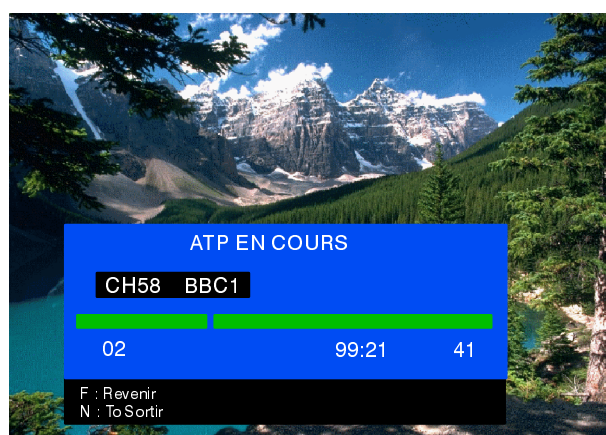 ATP EN COURS
CH58 BBC1
02 99:21 41
F : Revenir
N : To Sortir